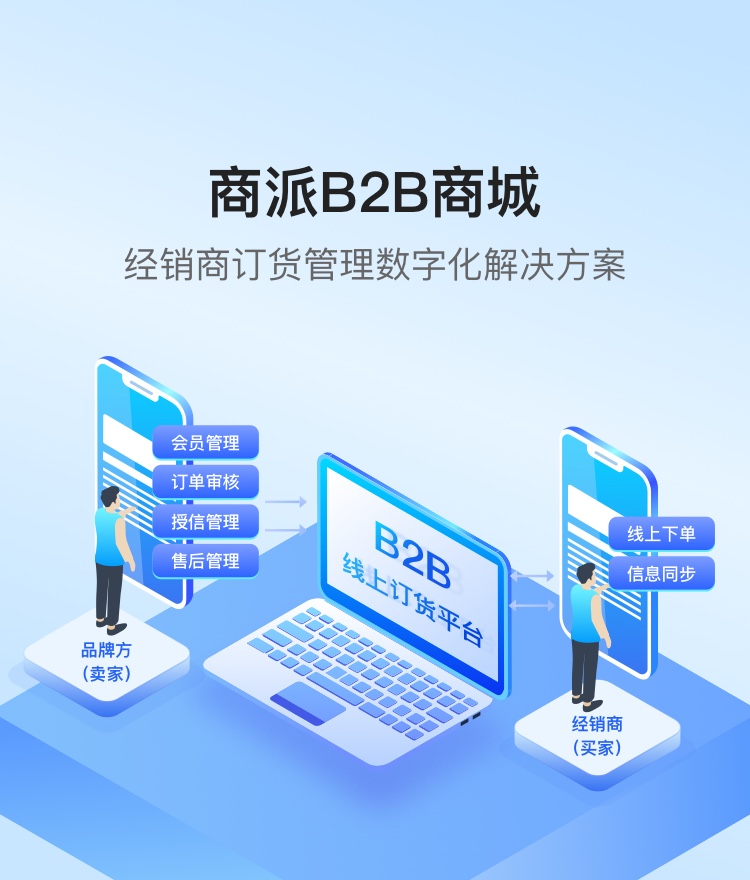 商派B2B商城
经销商订货管理数字化解决方案
会员管理
订单审核
授信管理
售后管理
B2B
线上订货平台
线上下单
信息同步
品牌方
（卖家）
经销商
（买家）